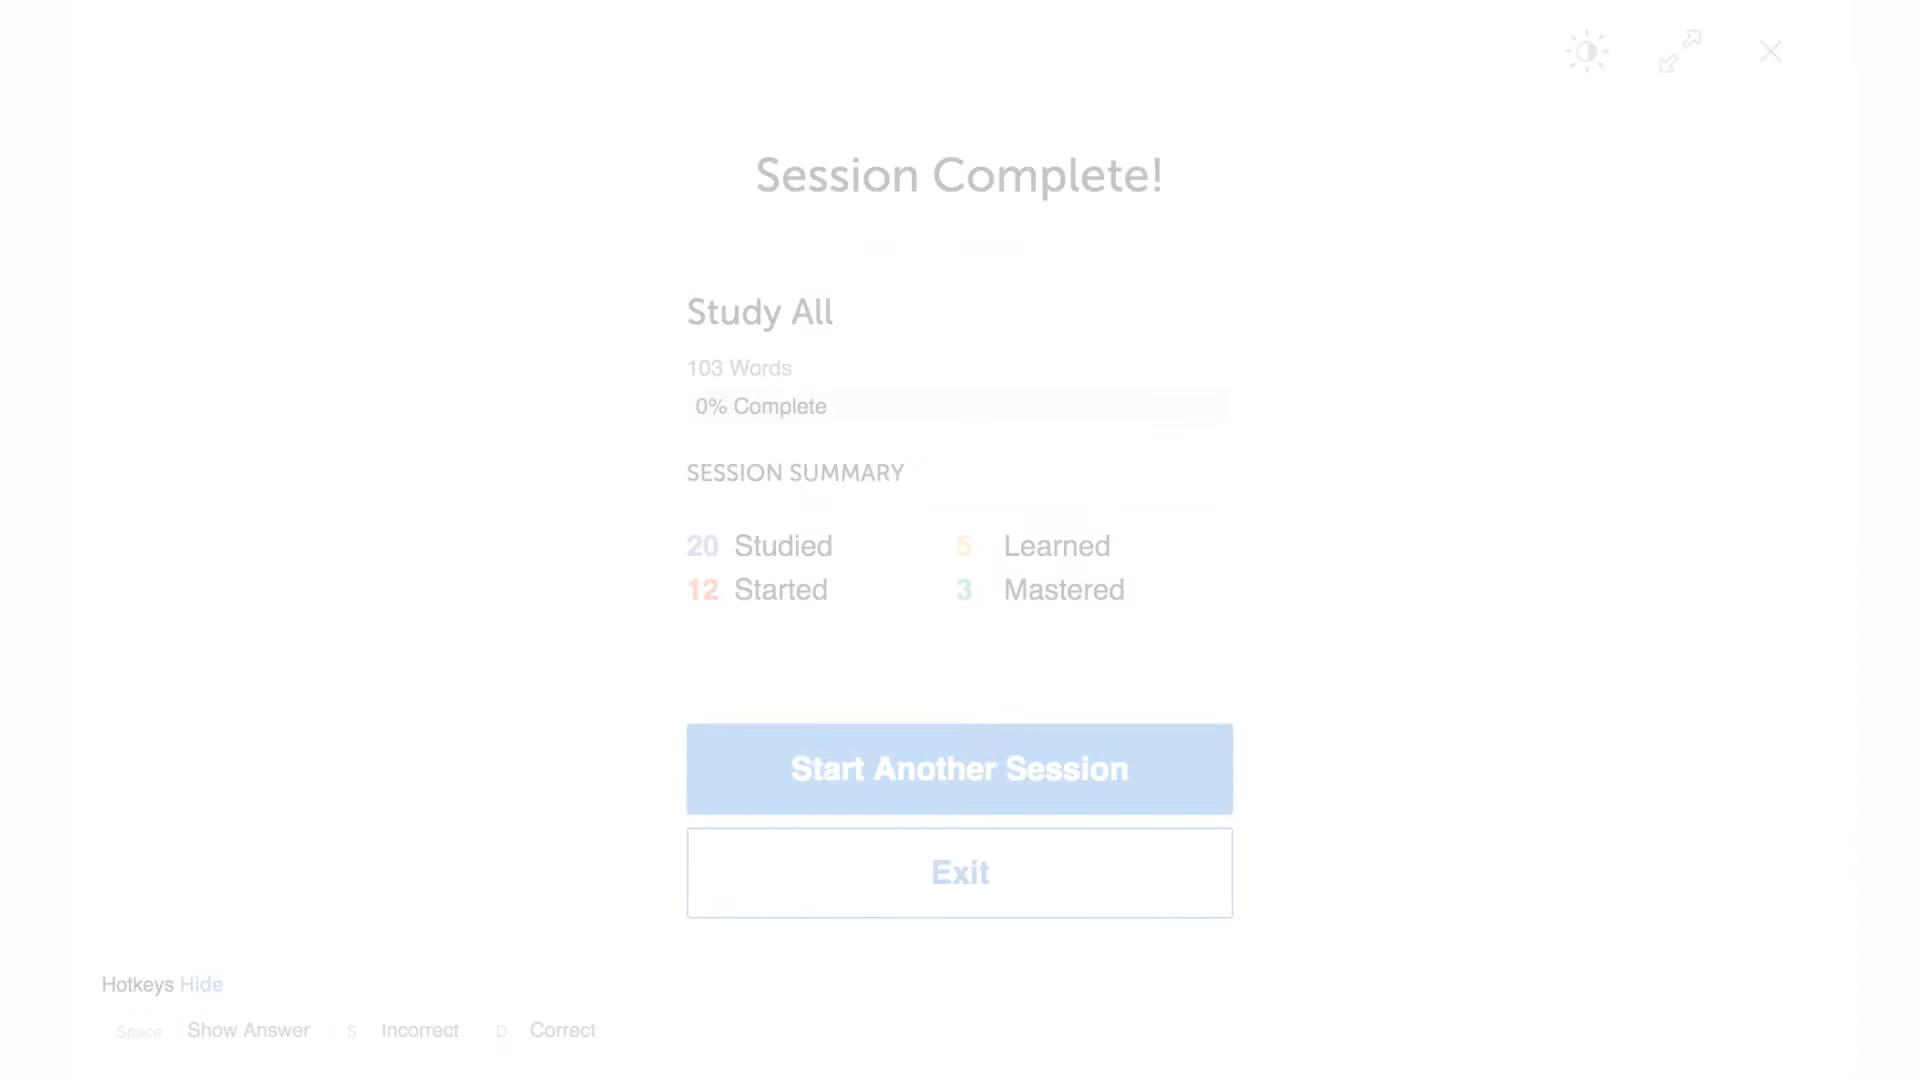 Session Complete!
Study All
103 Words
0% Complete
SESSION SUMMARY
20 Studied 5 Learned
12 Started 3 Mastered
Start Another Session
Exit
Hotkeys Hide
Space Show Answer S Incorrect D Correct